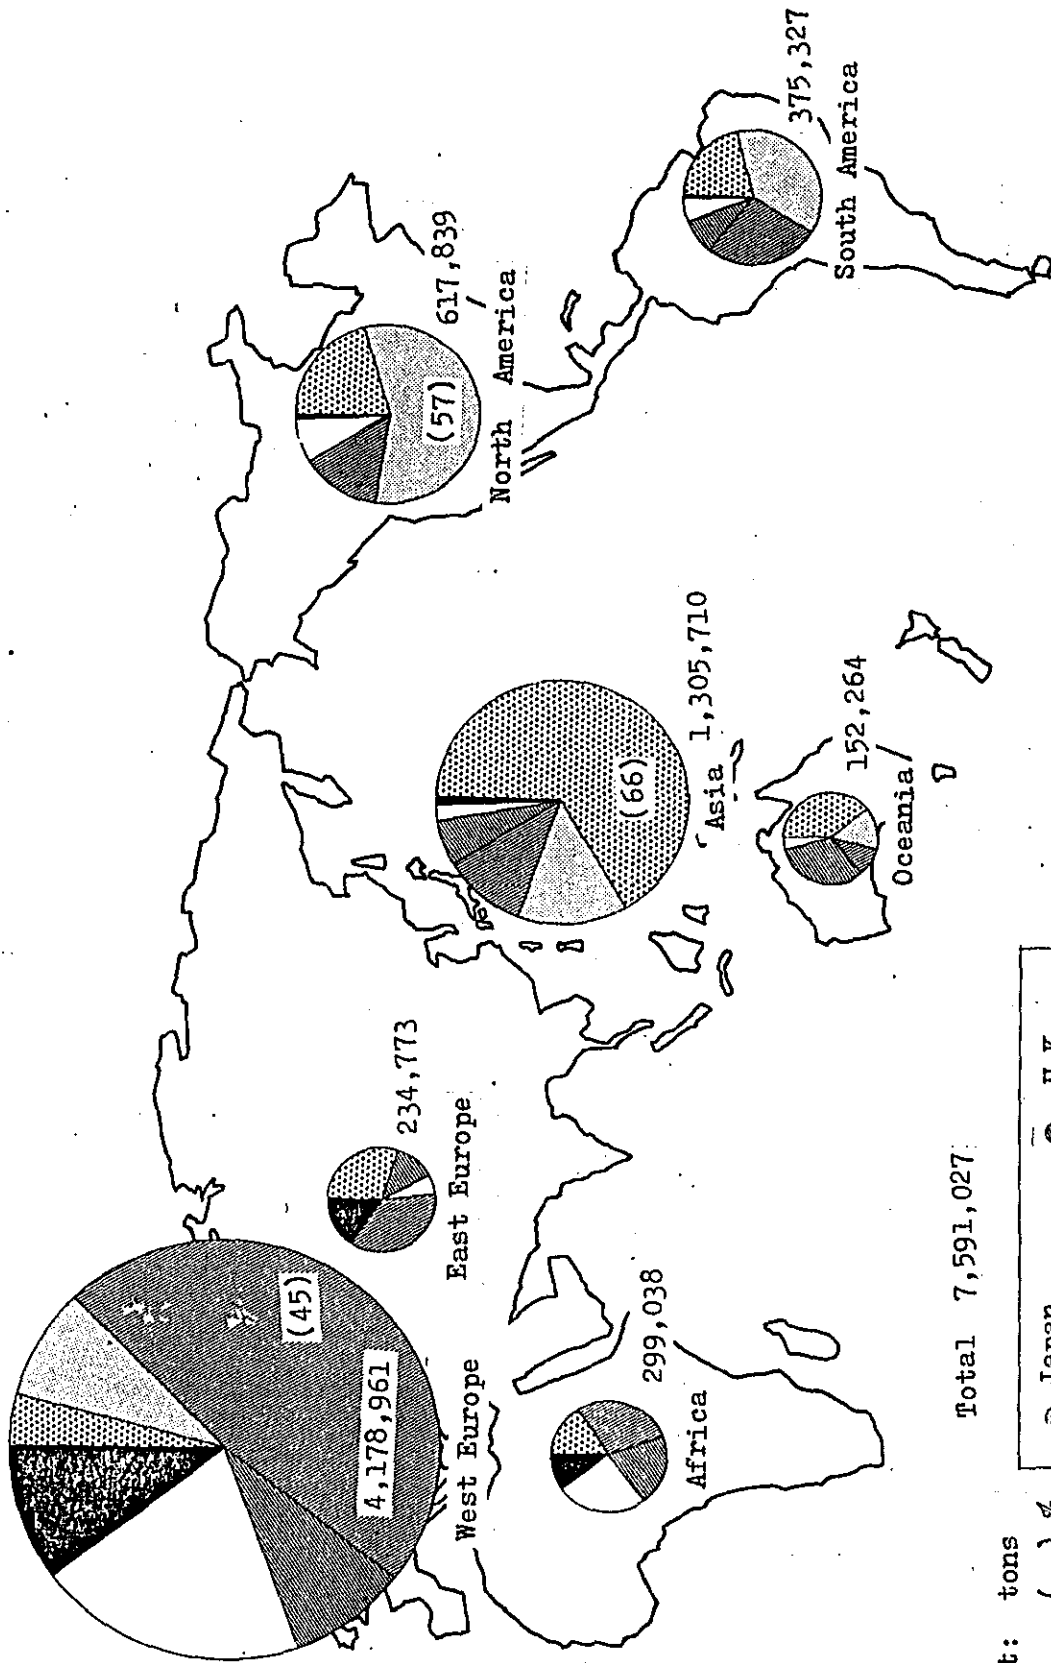 4,178,961
(45)
West Europe
234,773
East Europe
299,038
Africa
(66)
Asia 1,305,710
152,264
Oceania
(57)
617,839
North America
375,327
South America
Total 7,591,027
t: tons
( ) %
Japan
U.K.